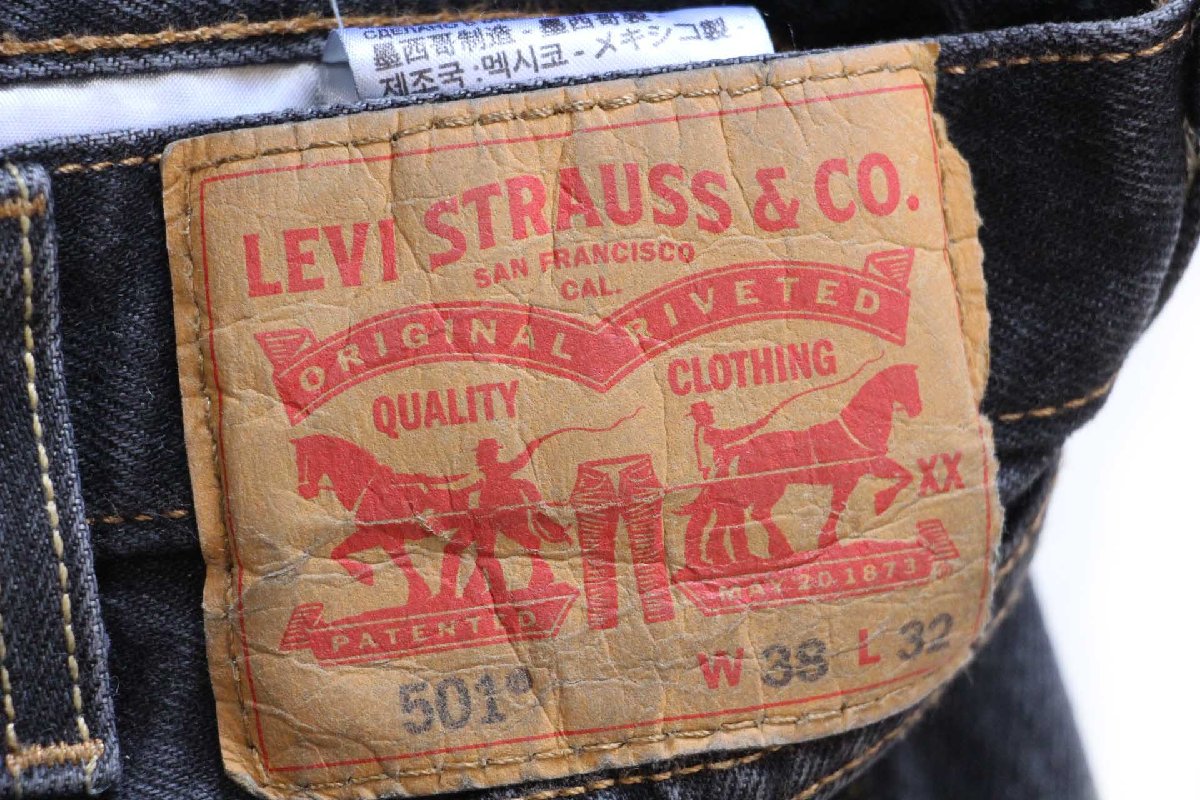 墨西哥制造 - 墨西哥製
제조국 : 멕시코 - メキシコ製 -
LEVI STRAUSS & CO.
SAN FRANCISCO
CAL.
ORIGINAL RIVETED
QUALITY CLOTHING
XX
PATENTED MAY 20 1873
501® W 38 L 32